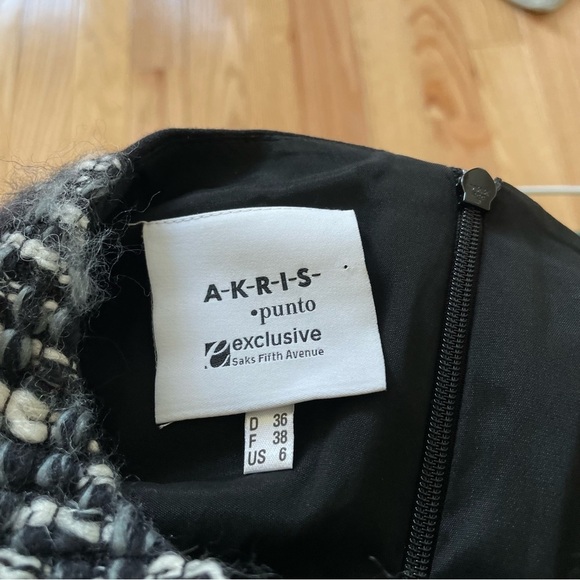 A-K-R-I-S-
•punto
exclusive
Saks Fifth Avenue
D 36
F 38
US 6